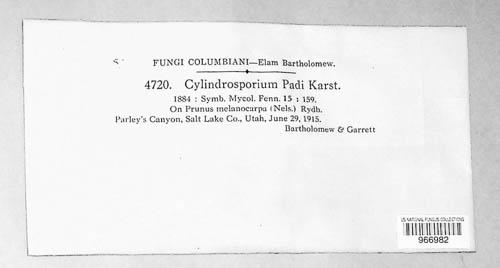 FUNGI COLUMBIANI—Elam Bartholomew.
4720. Cylindrosporium Padi Karst.
1884 : Symb. Mycol. Fenn. 15 : 159.
On Prunus melanocarpa (Nels.) Rydb.
Parley's Canyon, Salt Lake Co., Utah, June 29, 1915.
Bartholomew & Garrett
US NATIONAL FUNGUS COLLECTIONS
966982